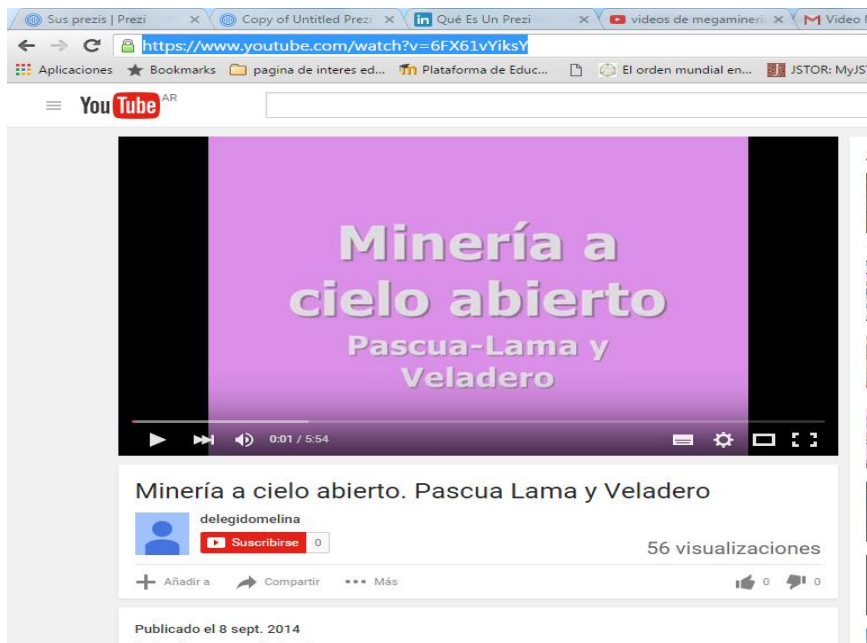 Sus prezis | Prezi
Copy of Untitled Prezi
Qué Es Un Prezi
videos de megamineri
Video
https://www.youtube.com/watch?v=6FX61vYiksY
Aplicaciones
Bookmarks
pagina de interes ed...
Plataforma de Educ...
El orden mundial en...
JSTOR: MyJS
You Tube AR
Minería a
cielo abierto
Pascua-Lama y
Veladero
0:01 / 5:54
Minería a cielo abierto. Pascua Lama y Veladero
delegidomelina
Suscribirse 0
56 visualizaciones
Añadir a
Compartir
Más
0
0
Publicado el 8 sept. 2014